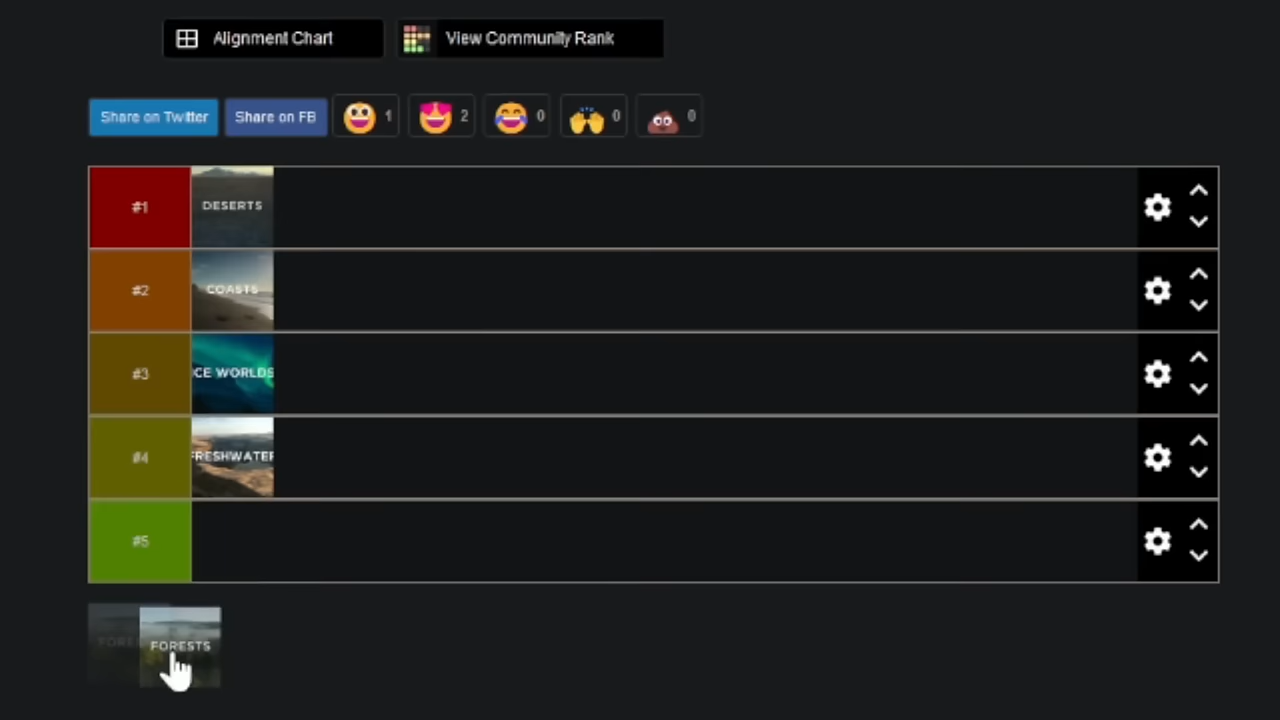 Alignment Chart
View Community Rank
Share on Twitter
Share on FB
1
2
0
0
0
#1
DESERTS
#2
COASTS
#3
CE WORLDS
#4
FRESHWATER
#5
FORESTS